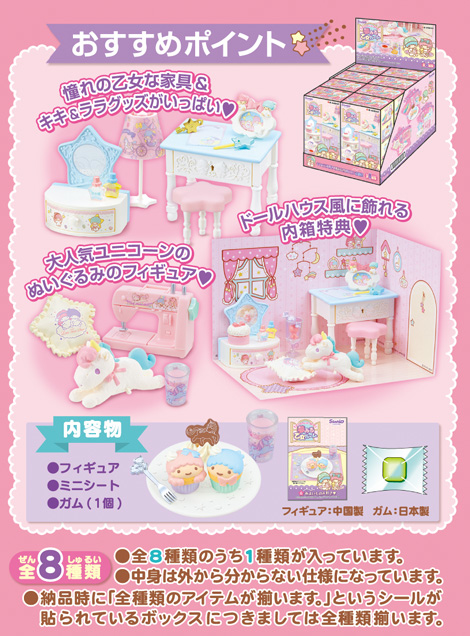 おすすめポイント
憧れの乙女な家具&
キキ&ララグッズがいっぱい♥
ドールハウス風に飾れる
内箱特典♥
大人気ユニコーンの
ぬいぐるみのフィギュア♥
内容物
●フィギュア
●ミニシート
●ガム(1個)
フィギュア:中国製 ガム:日本製
ぜん しゅるい
全8種類
●全8種類のうち1種類が入っています。
●中身は外から分からない仕様になっています。
●納品時に「全種類のアイテムが揃います。」というシールが
貼られているボックスにつきましては全種類揃います。